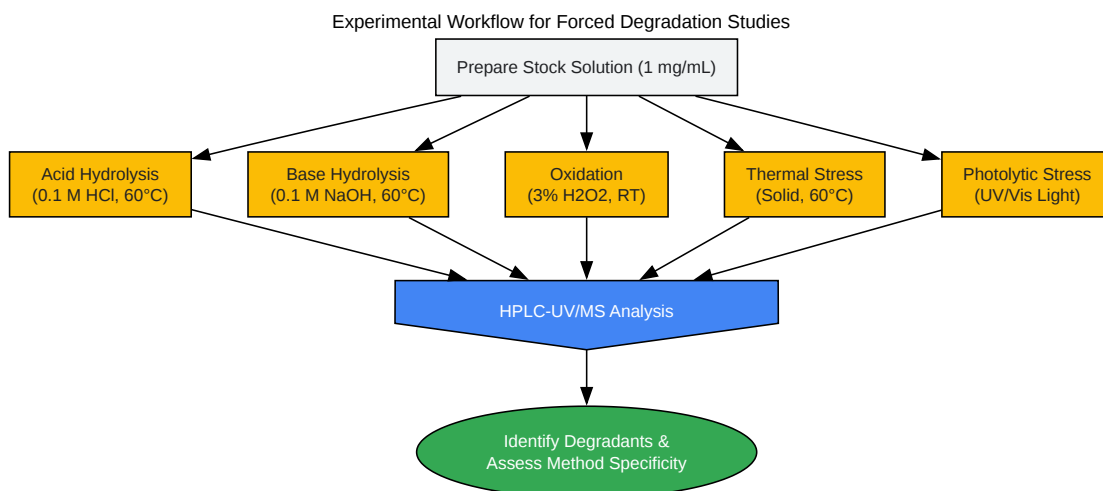 Experimental Workflow for Forced Degradation Studies
Prepare Stock Solution (1 mg/mL)
Acid Hydrolysis
(0.1 M HCl, 60°C)
Base Hydrolysis
(0.1 M NaOH, 60°C)
Oxidation
(3% H2O2, RT)
Thermal Stress
(Solid, 60°C)
Photolytic Stress
(UV/Vis Light)
HPLC-UV/MS Analysis
Identify Degradants &
Assess Method Specificity